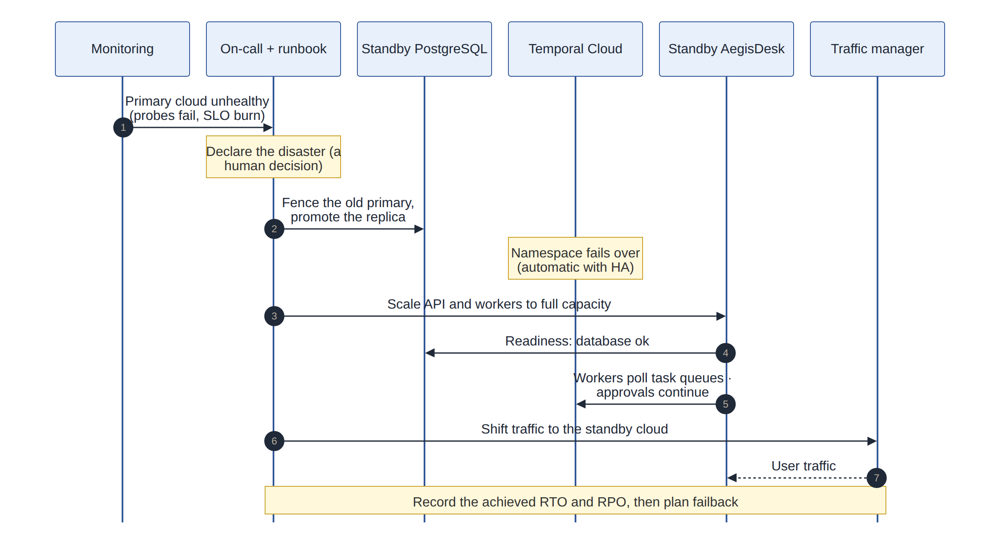 Monitoring
On-call + runbook
Standby PostgreSQL
Temporal Cloud
Standby AegisDesk
Traffic manager
Primary cloud unhealthy
(probes fail, SLO burn)
1
Declare the disaster (a
human decision)
Fence the old primary,
promote the replica
2
Namespace fails over
(automatic with HA)
Scale API and workers to full capacity
3
Readiness: database ok
4
Workers poll task queues ·
approvals continue
5
Shift traffic to the standby cloud
6
User traffic
7
Record the achieved RTO and RPO, then plan failback